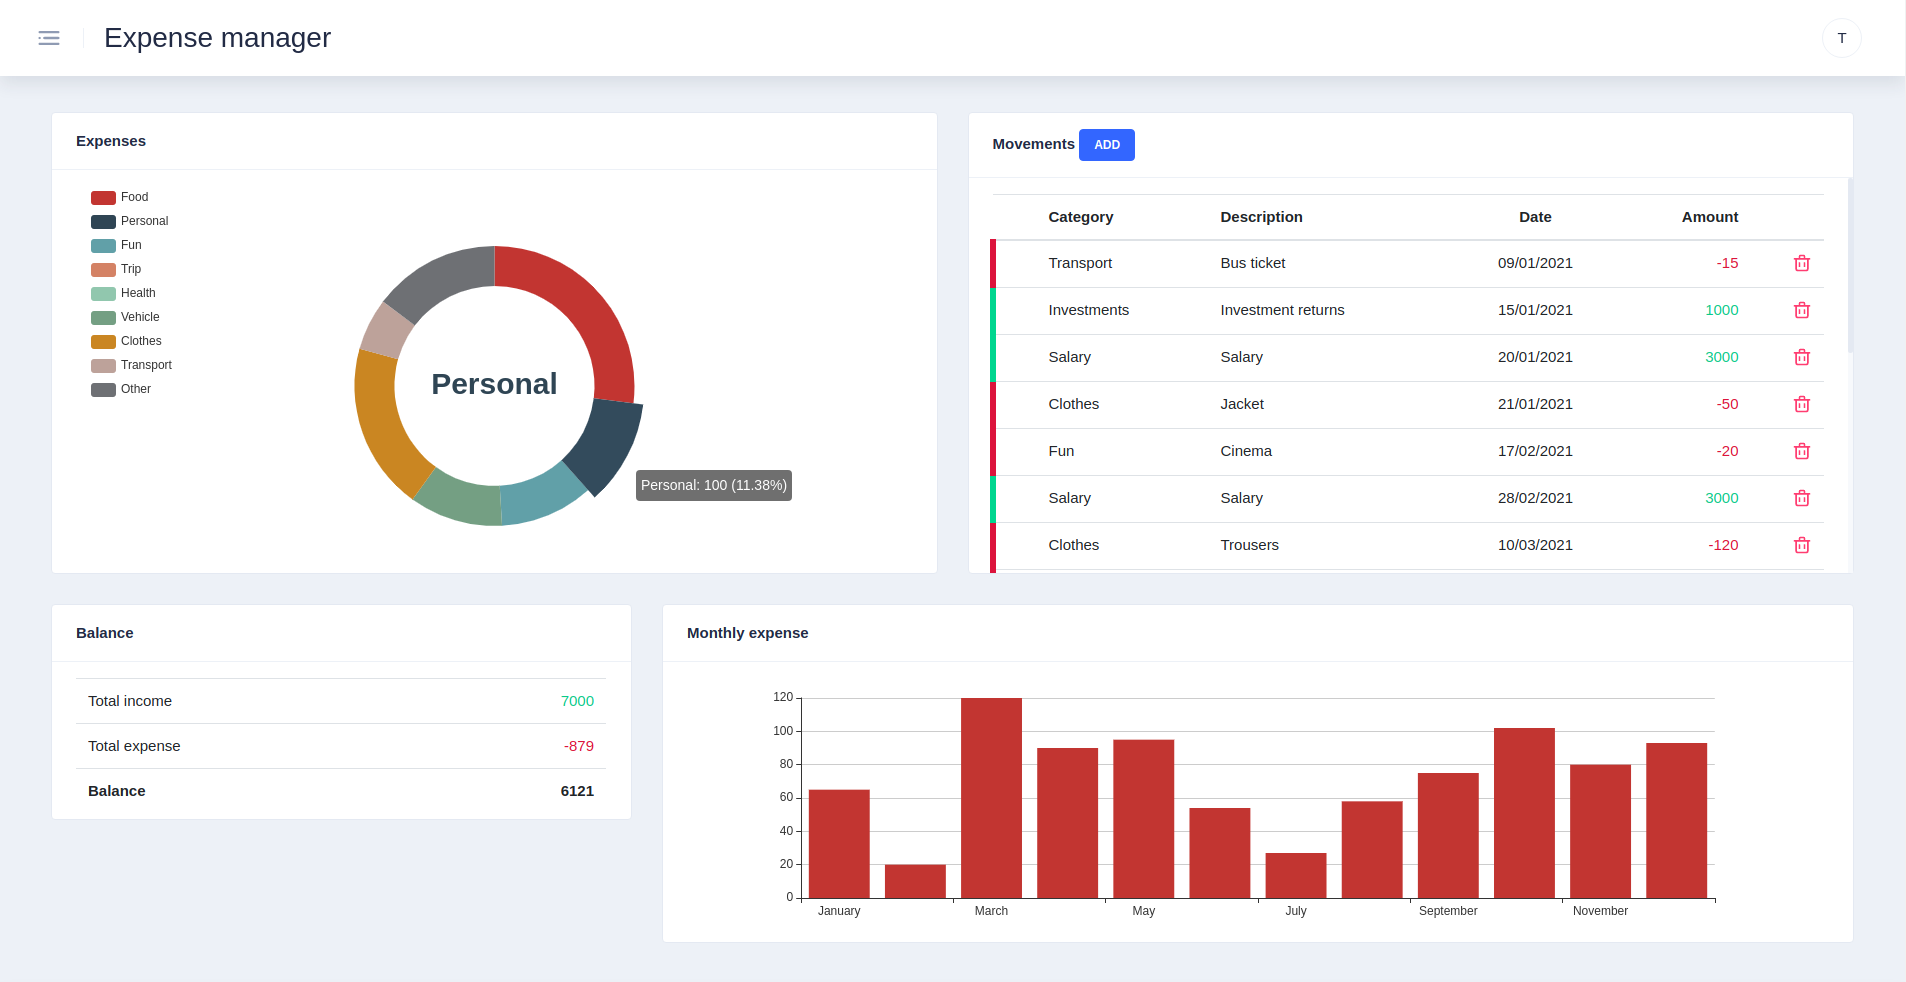 Expense manager
T
Expenses
Food
Personal
Fun
Trip
Health
Vehicle
Clothes
Transport
Other
Personal
Personal: 100 (11.38%)
Movements ADD
Category Description Date Amount
Transport Bus ticket 09/01/2021 -15
Investments Investment returns 15/01/2021 1000
Salary Salary 20/01/2021 3000
Clothes Jacket 21/01/2021 -50
Fun Cinema 17/02/2021 -20
Salary Salary 28/02/2021 3000
Clothes Trousers 10/03/2021 -120
Balance
Total income 7000
Total expense -879
Balance 6121
Monthly expense
120
100
80
60
40
20
0
January March May July September November